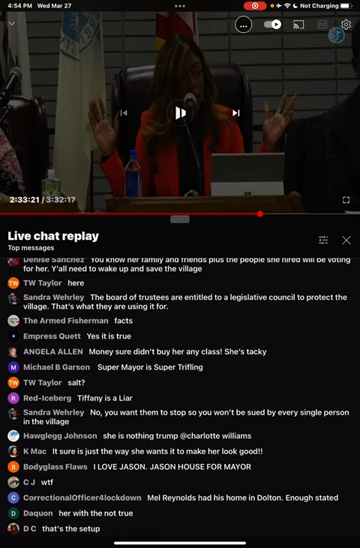 4:54 PM Wed Mar 27
Not Charging
2:33:21 / 3:32:17
Live chat replay
Top messages
Denise Sanchez You know her family and friends plus the people she hired will be voting
for her. Y'all need to wake up and save the village
TW Taylor here
Sandra Wehrley The board of trustees are entitled to a legislative council to protect the
village. That's what they are using it for.
The Armed Fisherman facts
Empress Quett Yes it is true
ANGELA ALLEN Money sure didn't buy her any class! She's tacky
M Michael B Garson Super Mayor is Super Trifling
TW Taylor salt?
R Red-Iceberg Tiffany is a Liar
Sandra Wehrley No, you want them to stop so you won't be sued by every single person
in the village
Hawglegg Johnson she is nothing trump @charlotte williams
K Mac It sure is just the way she wants it to make her look good!!
B Bodyglass Flaws I LOVE JASON. JASON HOUSE FOR MAYOR
C J wtf
C CorrectionalOfficer4lockdown Mel Reynolds had his home in Dolton. Enough stated
Daquon her with the not true
D C that's the setup